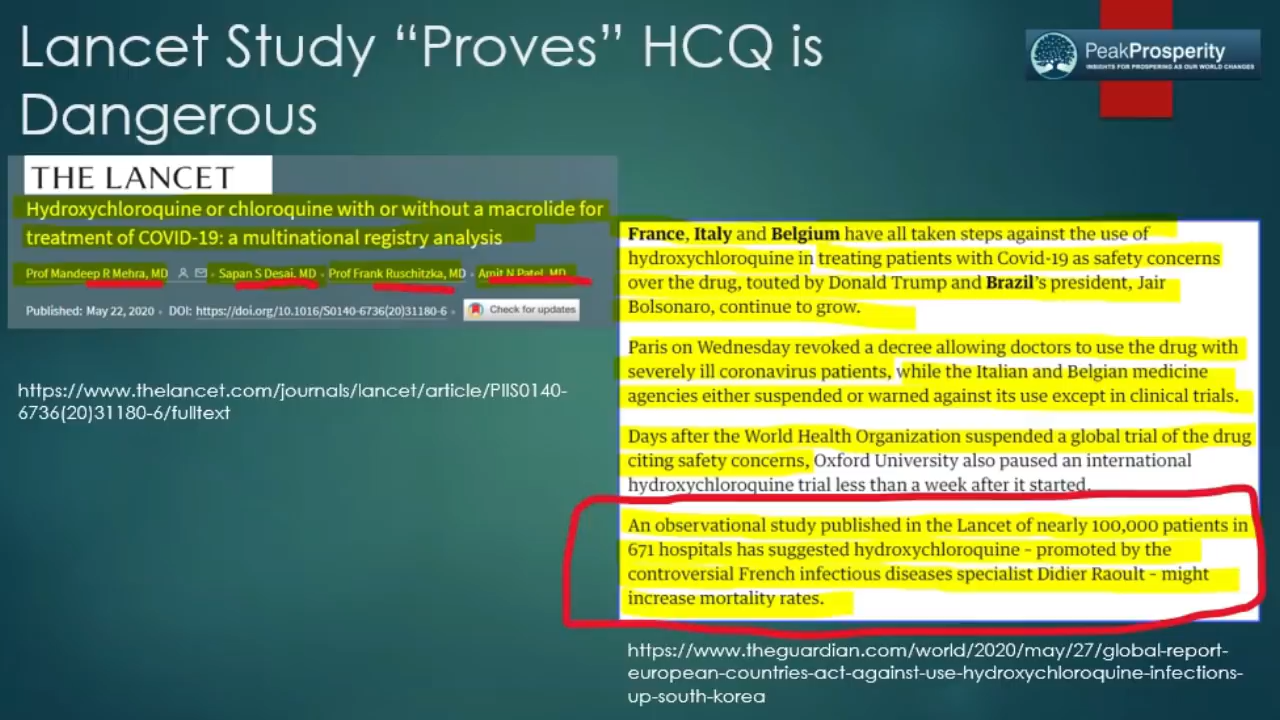 Lancet Study “Proves” HCQ is
Dangerous
PeakProsperity
INSIGHTS FOR PROSPERING AS OUR WORLD CHANGES
THE LANCET
Hydroxychloroquine or chloroquine with or without a macrolide for
treatment of COVID-19: a multinational registry analysis
Prof Mandeep R Mehra, MD • Sapan S Desai, MD • Prof Frank Ruschitzka, MD • Amit N Patel, MD
Published: May 22, 2020 • DOI: https://doi.org/10.1016/S0140-6736(20)31180-6 • Check for updates
https://www.thelancet.com/journals/lancet/article/PIIS0140-
6736(20)31180-6/fulltext
France, Italy and Belgium have all taken steps against the use of
hydroxychloroquine in treating patients with Covid-19 as safety concerns
over the drug, touted by Donald Trump and Brazil's president, Jair
Bolsonaro, continue to grow.
Paris on Wednesday revoked a decree allowing doctors to use the drug with
severely ill coronavirus patients, while the Italian and Belgian medicine
agencies either suspended or warned against its use except in clinical trials.
Days after the World Health Organization suspended a global trial of the drug
citing safety concerns, Oxford University also paused an international
hydroxychloroquine trial less than a week after it started.
An observational study published in the Lancet of nearly 100,000 patients in
671 hospitals has suggested hydroxychloroquine – promoted by the
controversial French infectious diseases specialist Didier Raoult – might
increase mortality rates.
https://www.theguardian.com/world/2020/may/27/global-report-
european-countries-act-against-use-hydroxychloroquine-infections-
up-south-korea